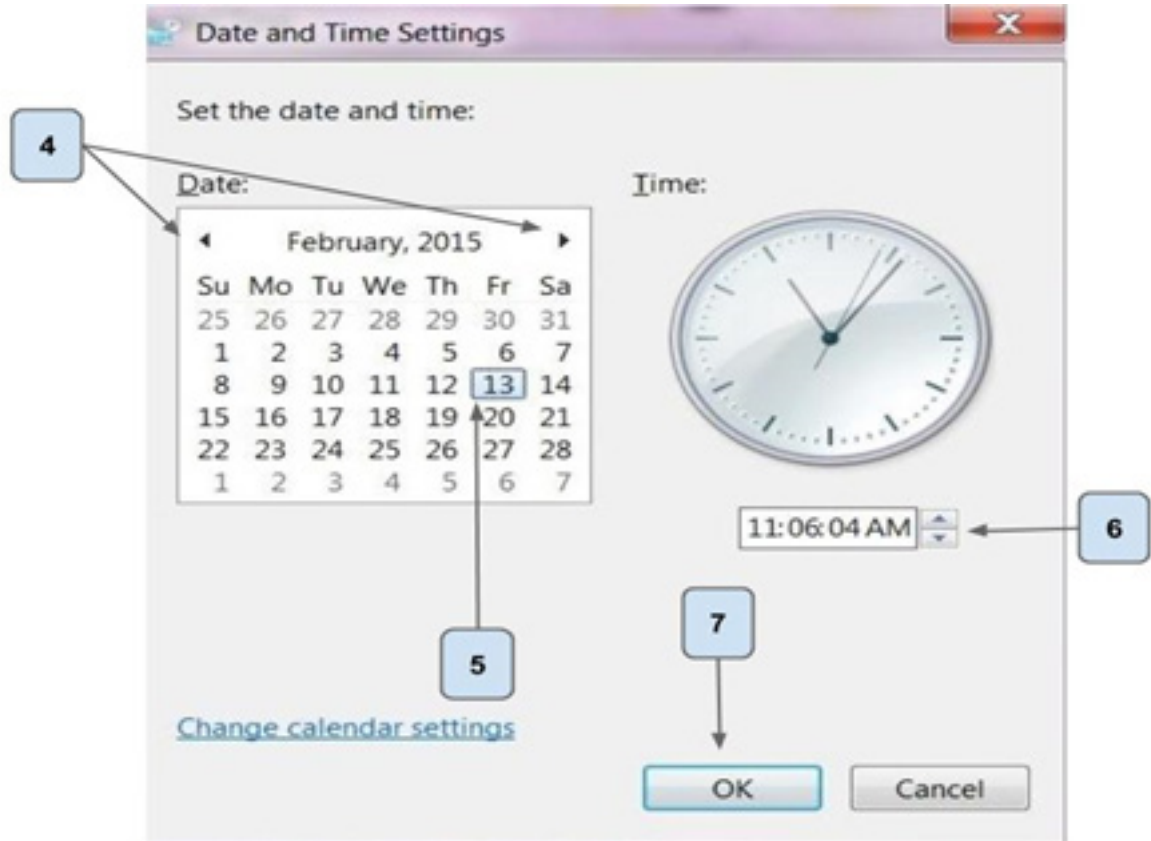 Date and Time Settings
X
Set the date and time:
4
Date:
Time:
February, 2015
Su Mo Tu We Th Fr Sa
25 26 27 28 29 30 31
1 2 3 4 5 6 7
8 9 10 11 12 13 14
15 16 17 18 19 20 21
22 23 24 25 26 27 28
1 2 3 4 5 6 7
11:06:04 AM
6
7
5
Change calendar settings
OK
Cancel